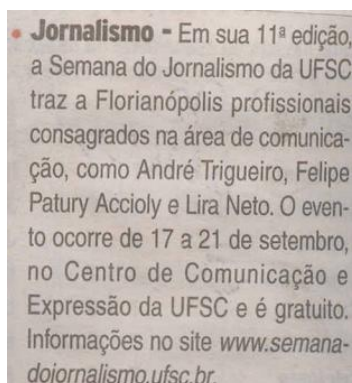 • Jornalismo - Em sua 11ª edição,
a Semana do Jornalismo da UFSC
traz a Florianópolis profissionais
consagrados na área de comunica-
ção, como André Trigueiro, Felipe
Patury Accioly e Lira Neto. O even-
to ocorre de 17 a 21 de setembro,
no Centro de Comunicação e
Expressão da UFSC e é gratuito.
Informações no site www.semana-
dojornalismo.ufsc.br.